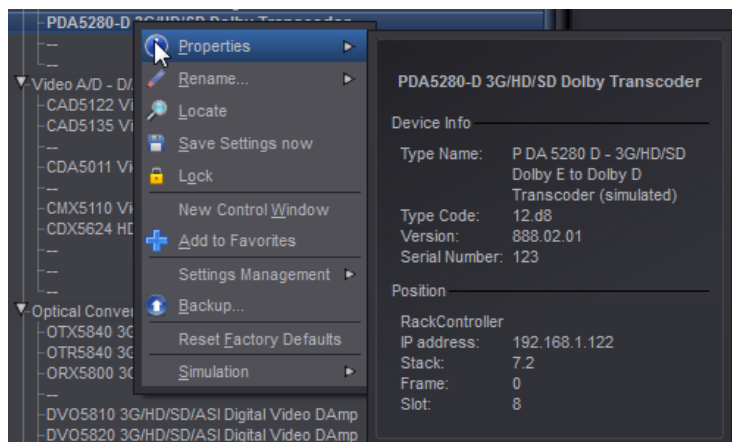 PDA5280-D 3G/HD/SD Dolby Transcoder
--
--
Video A/D - D/
CAD5122 Vi
CAD5135 Vi
--
CDA5011 Vi
--
CMX5110 Vi
CDX5624 HD
--
--
--
Optical Conver
OTX5840 3G
OTR5840 3G
ORX5800 3G
--
DVO5810 3G/HD/SD/ASI Digital Video DAmp
DVO5820 3G/HD/SD/ASI Digital Video DAmp
Properties
Rename...
Locate
Save Settings now
Lock
New Control Window
Add to Favorites
Settings Management
Backup...
Reset Factory Defaults
Simulation
PDA5280-D 3G/HD/SD Dolby Transcoder
Device Info
Type Name: P DA 5280 D - 3G/HD/SD
Dolby E to Dolby D
Transcoder (simulated)
Type Code: 12.d8
Version: 888.02.01
Serial Number: 123
Position
RackController
IP address: 192.168.1.122
Stack: 7.2
Frame: 0
Slot: 8